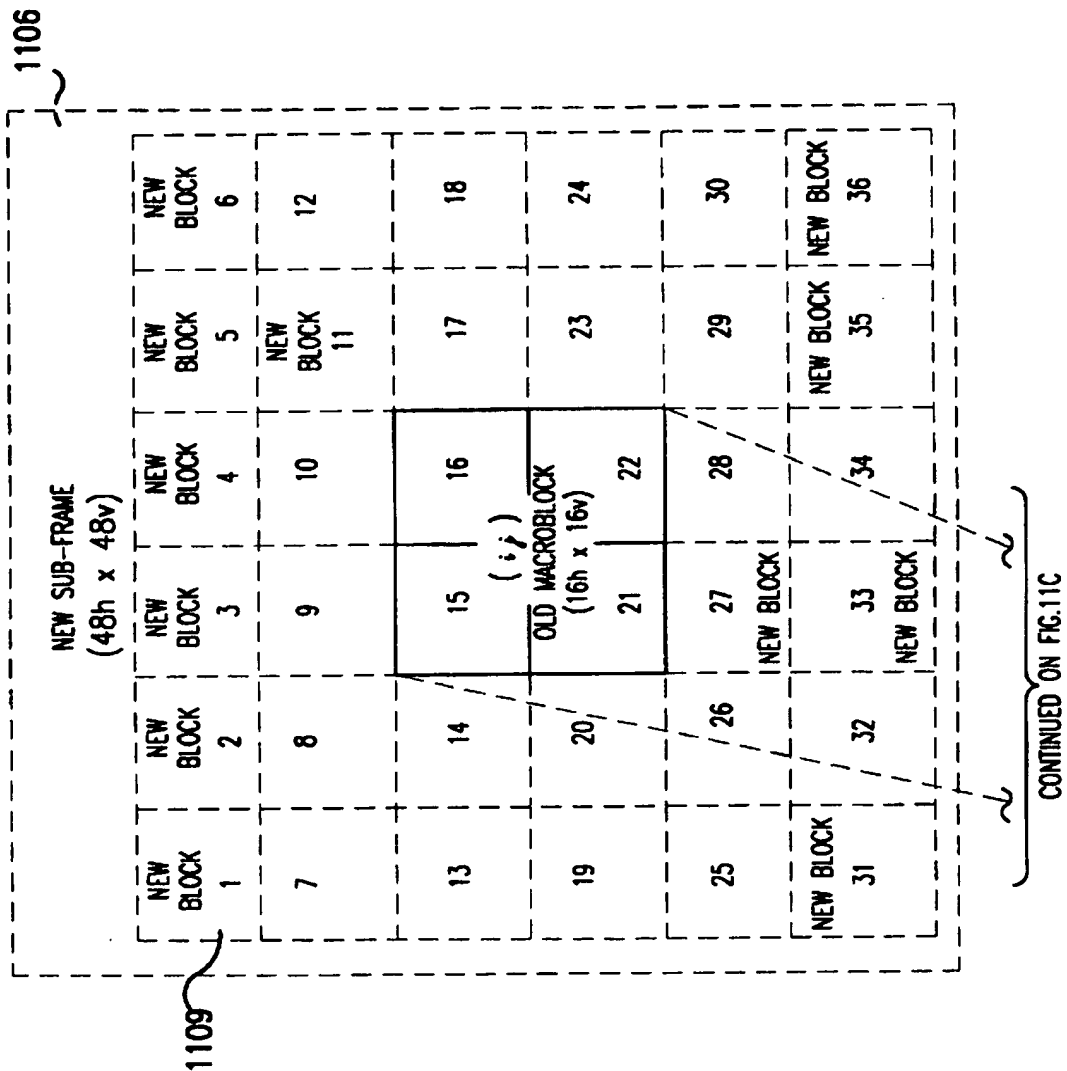 1106
NEW SUB-FRAME
(48h x 48v)
NEW BLOCK 1
NEW BLOCK 2
NEW BLOCK 3
NEW BLOCK 4
NEW BLOCK 5
NEW BLOCK 6
1109
7
8
9
10
NEW BLOCK 11
12
13
14
15
16
17
18
(i,j)
OLD MACROBLOCK
(16h x 16v)
19
20
21
22
23
24
25
26
27
NEW BLOCK
28
29
30
NEW BLOCK
31
32
33
NEW BLOCK
34
NEW BLOCK
35
NEW BLOCK
36
CONTINUED ON FIG.11C